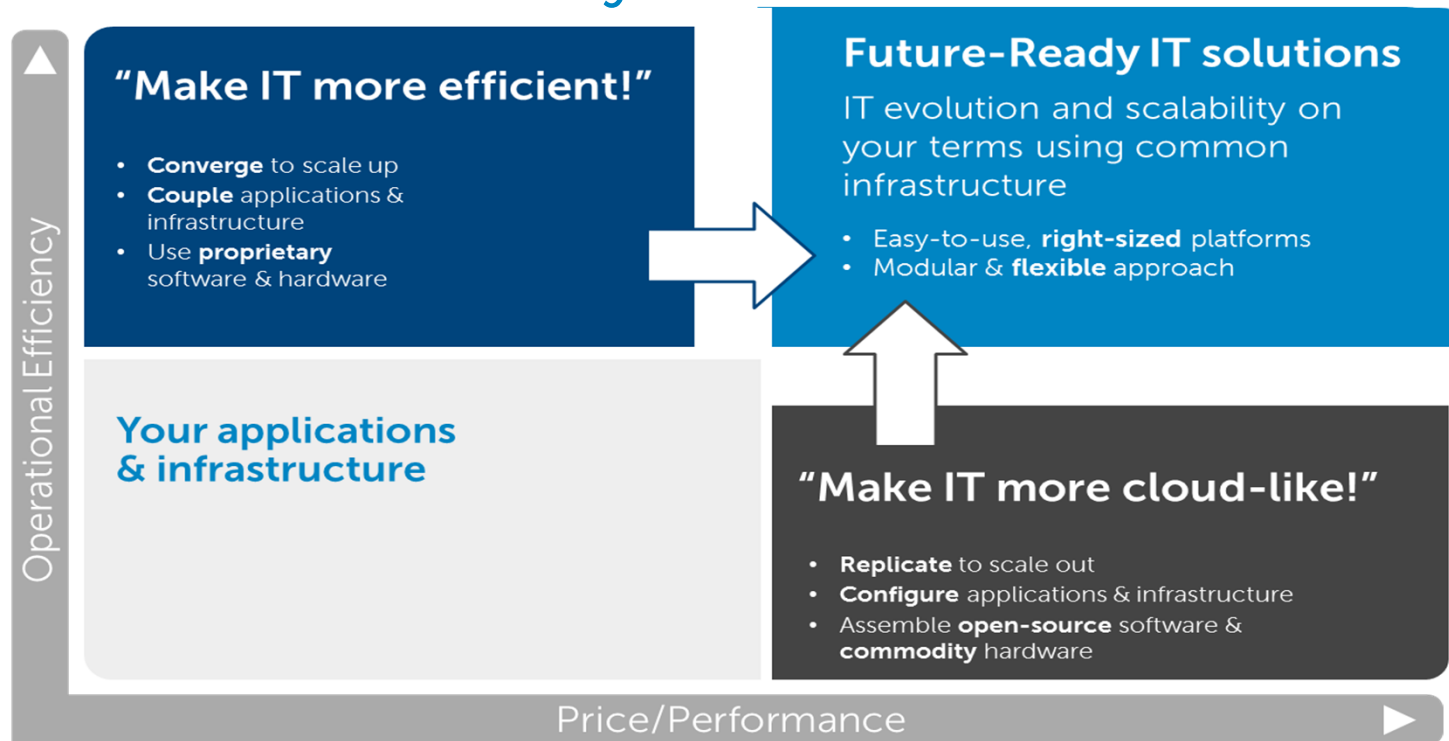 “Make IT more efficient!”
• Converge to scale up
• Couple applications &
infrastructure
• Use proprietary
software & hardware
Future-Ready IT solutions
IT evolution and scalability on
your terms using common
infrastructure
• Easy-to-use, right-sized platforms
• Modular & flexible approach
Your applications
& infrastructure
“Make IT more cloud-like!”
• Replicate to scale out
• Configure applications & infrastructure
• Assemble open-source software &
commodity hardware
Operational Efficiency
Price/Performance